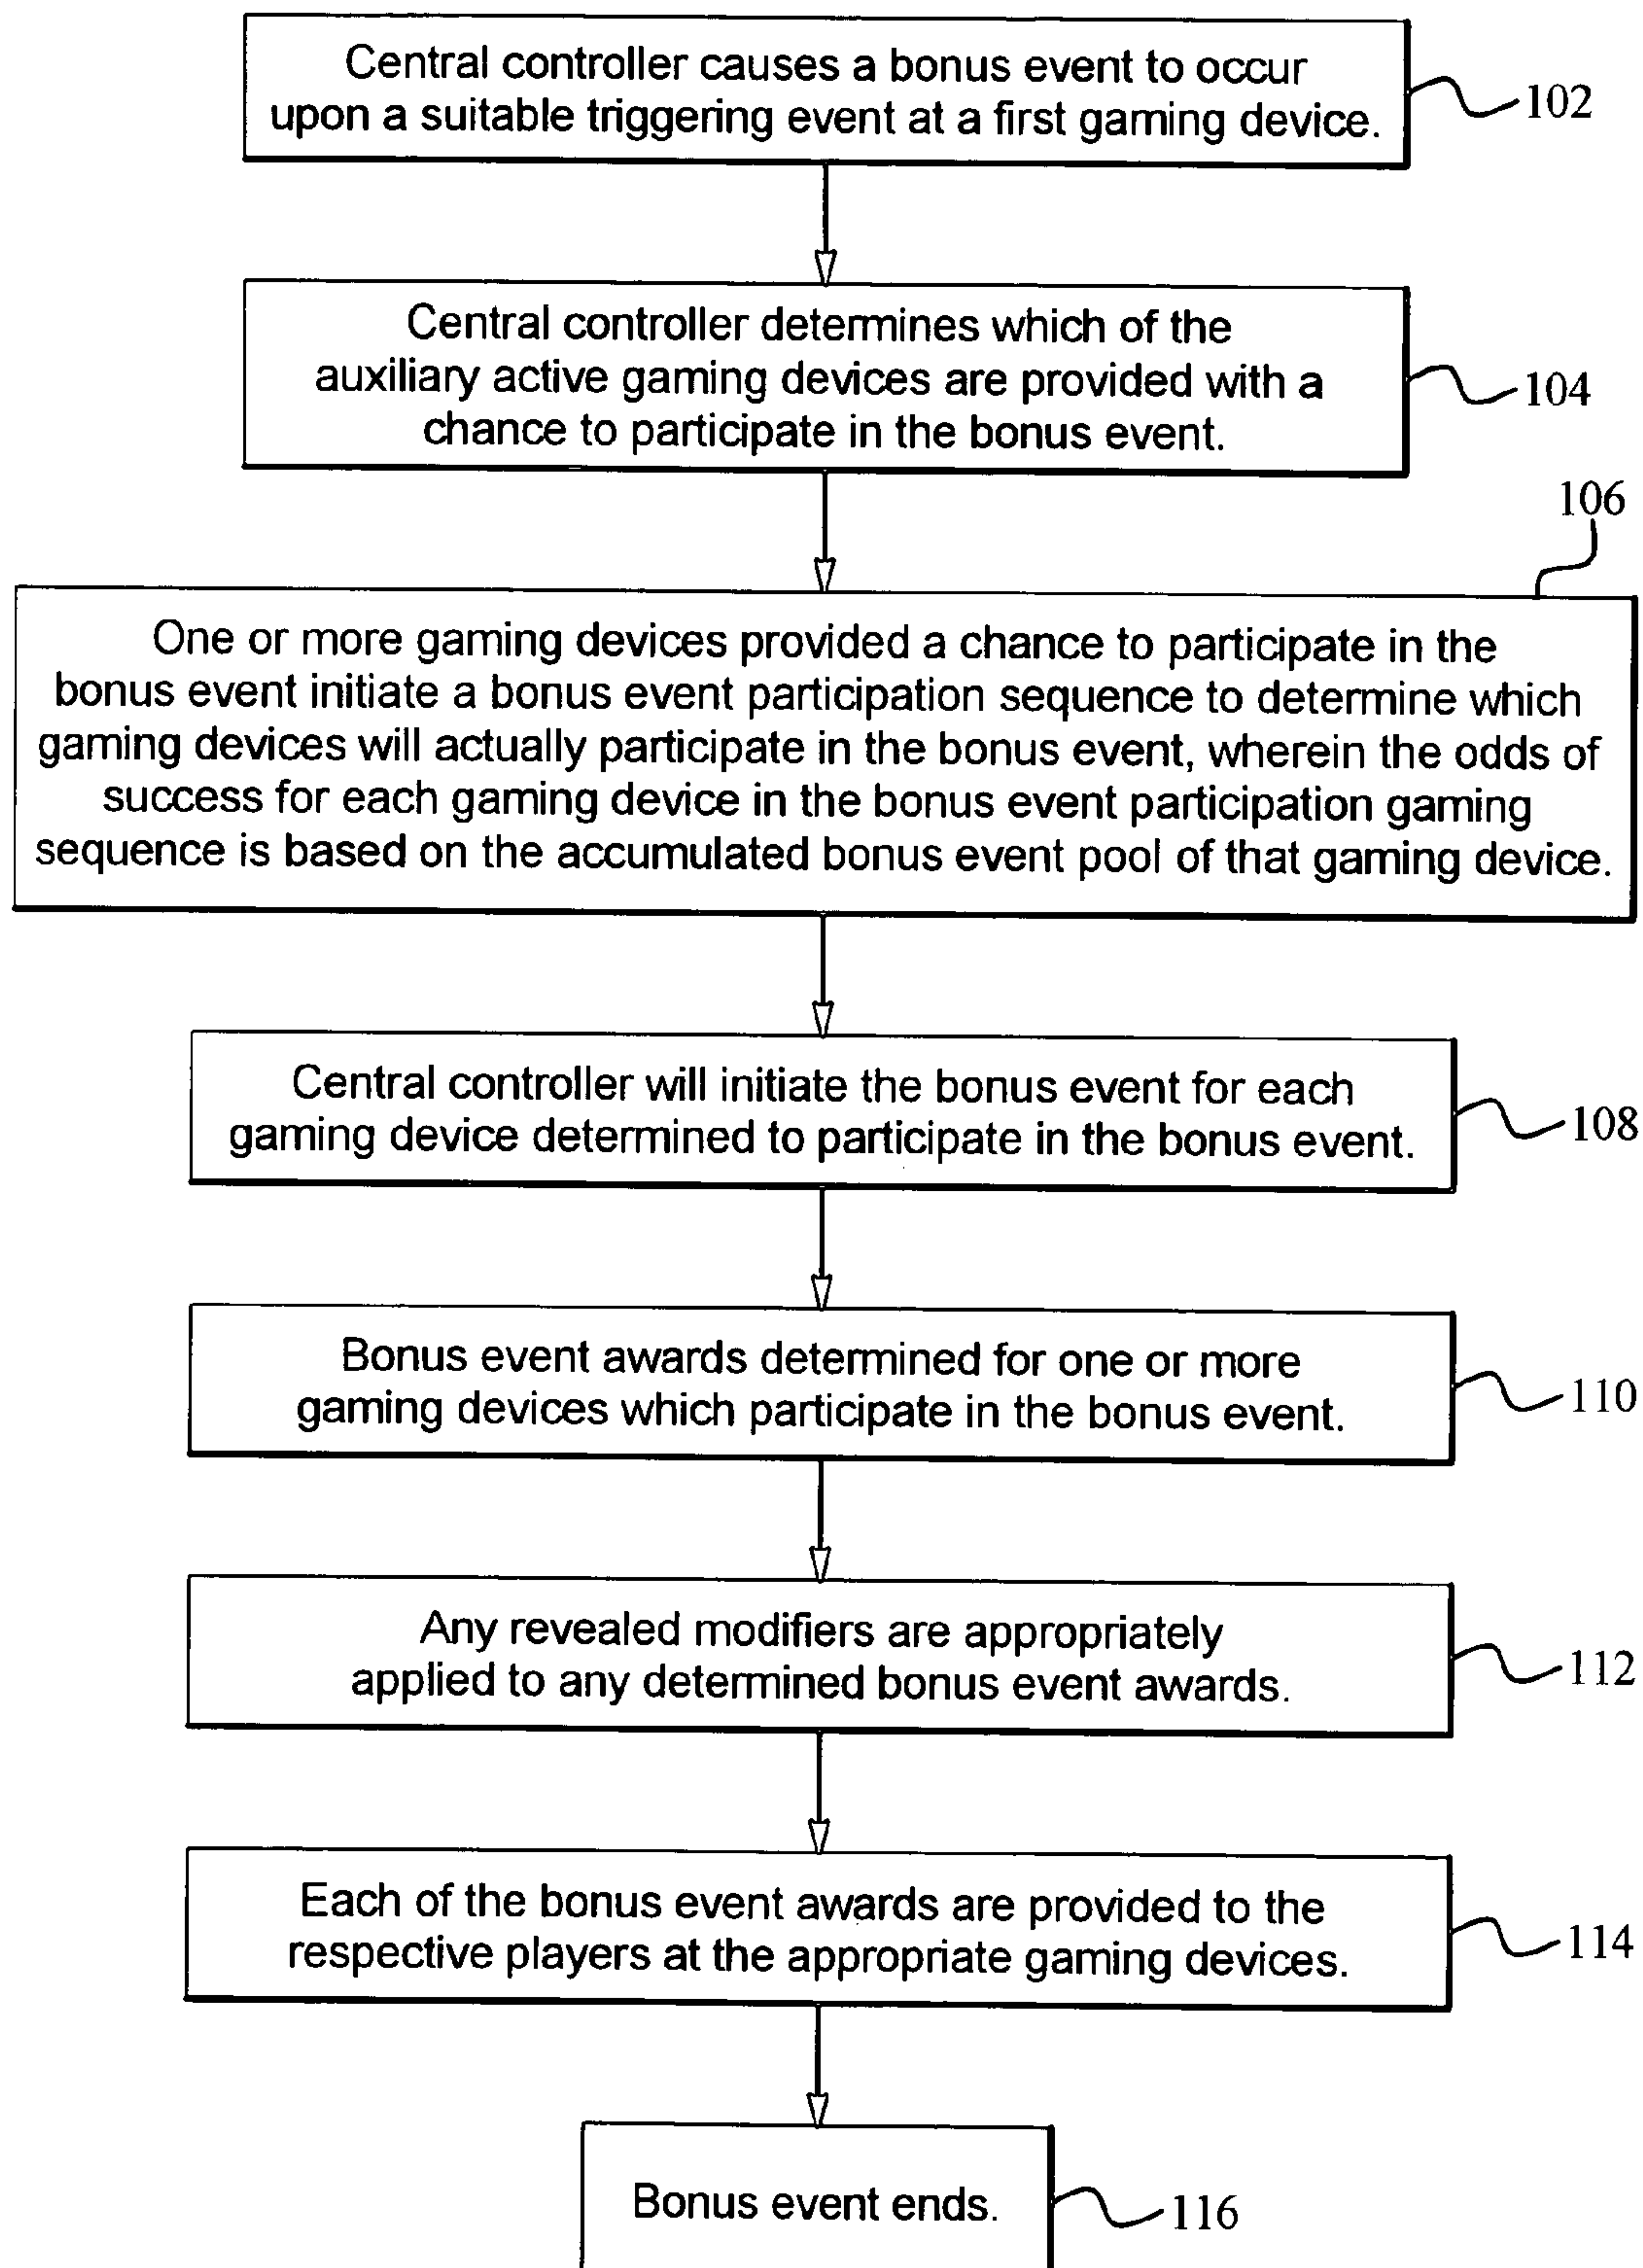 Central controller causes a bonus event to occur
upon a suitable triggering event at a first gaming device.
102
Central controller determines which of the
auxiliary active gaming devices are provided with a
chance to participate in the bonus event.
104
106
One or more gaming devices provided a chance to participate in the
bonus event initiate a bonus event participation sequence to determine which
gaming devices will actually participate in the bonus event, wherein the odds of
success for each gaming device in the bonus event participation gaming
sequence is based on the accumulated bonus event pool of that gaming device.
Central controller will initiate the bonus event for each
gaming device determined to participate in the bonus event.
108
Bonus event awards determined for one or more
gaming devices which participate in the bonus event.
110
Any revealed modifiers are appropriately
applied to any determined bonus event awards.
112
Each of the bonus event awards are provided to the
respective players at the appropriate gaming devices.
114
Bonus event ends.
116